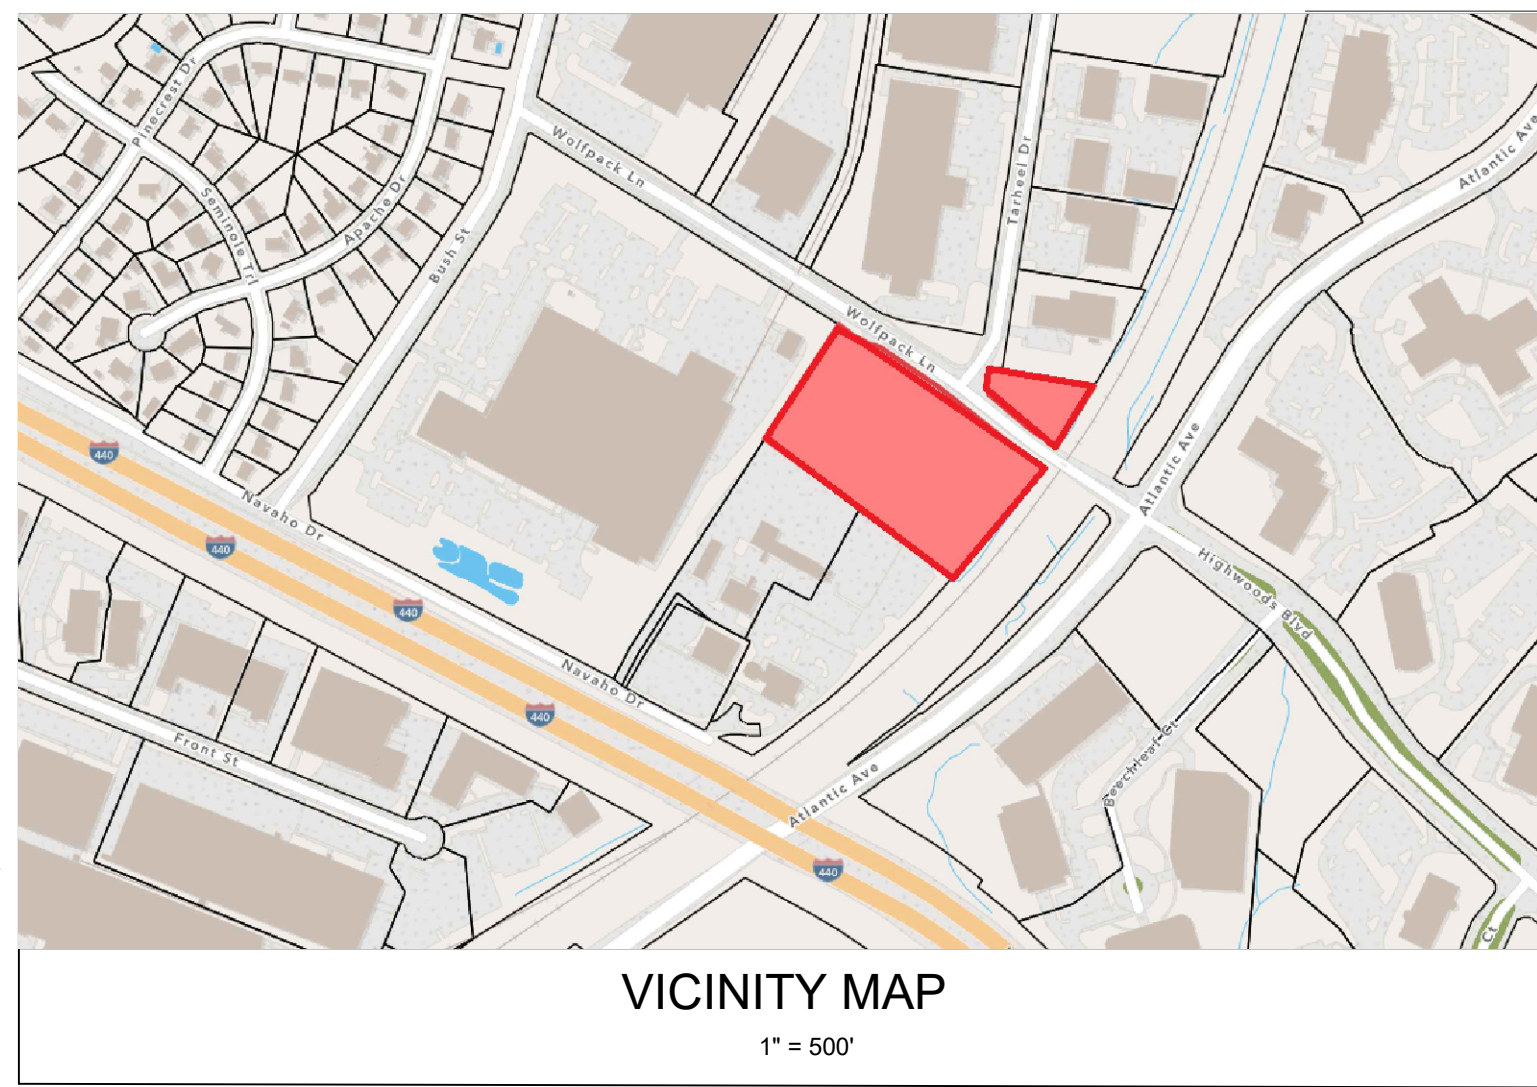 Pinecrest Dr
Wolfpack Ln
Tarheel Dr
Atlantic Ave
Seminole Trl
Apache Dr
Bush St
Wolfpack Ln
Atlantic Ave
440
Navaho Dr
440
440
Highwoods Blvd
Navaho Dr
440
Front St
Beechleaf Ct
Atlantic Ave
440
Ct
VICINITY MAP
1" = 500'